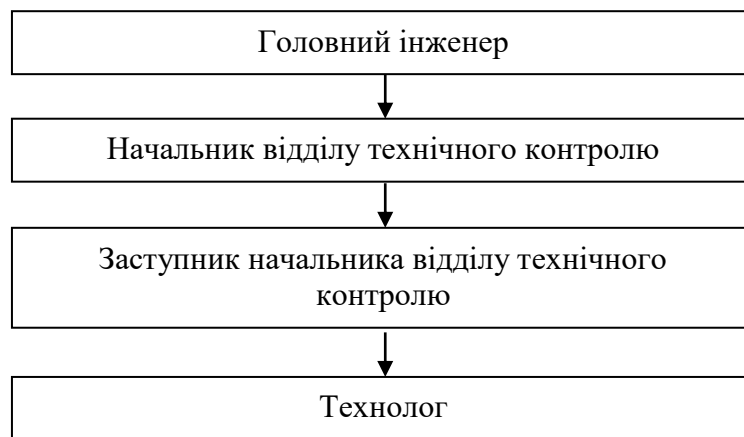 Головний інженер
Начальник відділу технічного контролю
Заступник начальника відділу технічного
контролю
Технолог